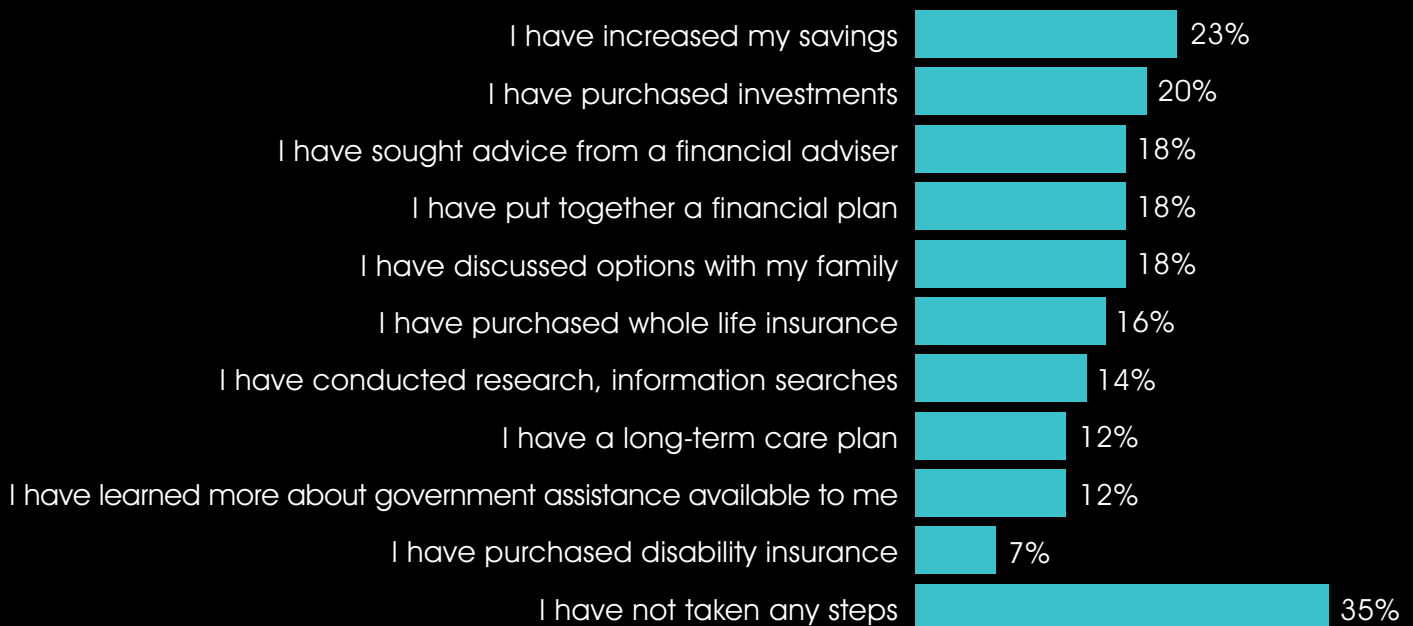 I have increased my savings 23%
I have purchased investments 20%
I have sought advice from a financial adviser 18%
I have put together a financial plan 18%
I have discussed options with my family 18%
I have purchased whole life insurance 16%
I have conducted research, information searches 14%
I have a long-term care plan 12%
I have learned more about government assistance available to me 12%
I have purchased disability insurance 7%
I have not taken any steps 35%